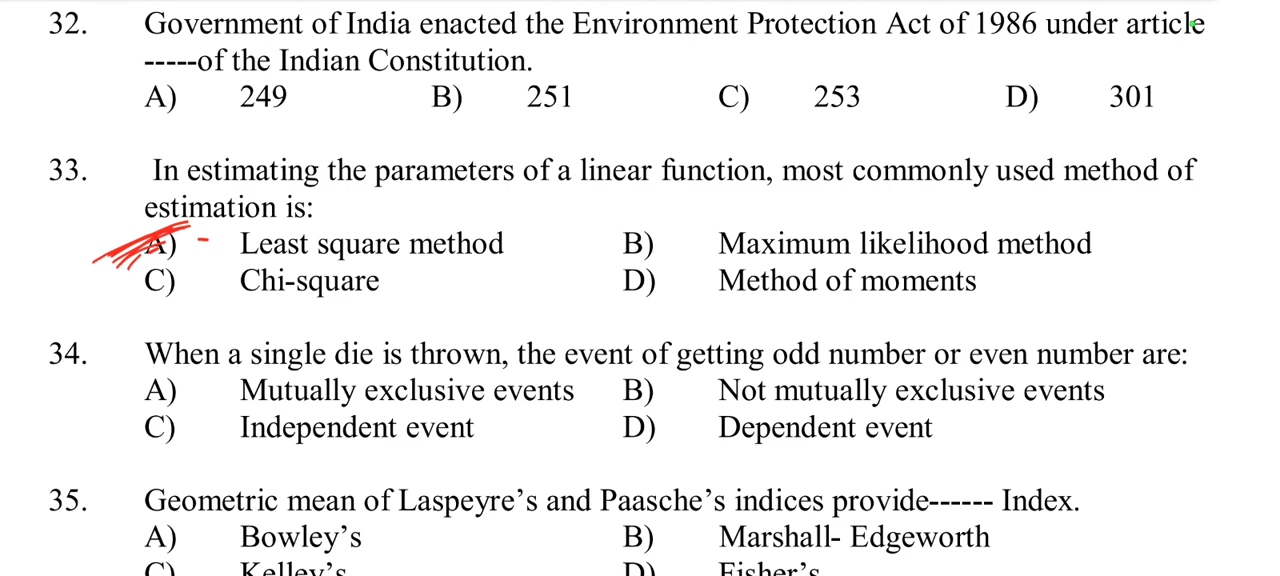 32. Government of India enacted the Environment Protection Act of 1986 under article
-----of the Indian Constitution.
A) 249 B) 251 C) 253 D) 301
33. In estimating the parameters of a linear function, most commonly used method of
estimation is:
A) - Least square method B) Maximum likelihood method
C) Chi-square D) Method of moments
34. When a single die is thrown, the event of getting odd number or even number are:
A) Mutually exclusive events B) Not mutually exclusive events
C) Independent event D) Dependent event
35. Geometric mean of Laspeyre’s and Paasche’s indices provide------ Index.
A) Bowley’s B) Marshall- Edgeworth
C) Kelley’s D) Fisher’s